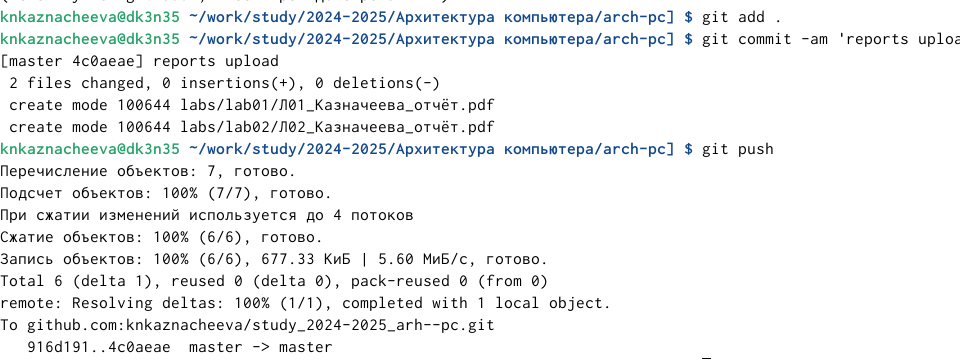 knkaznacheeva@dk3n35 ~/work/study/2024-2025/Архитектура компьютера/arch-pc] $ git add .
knkaznacheeva@dk3n35 ~/work/study/2024-2025/Архитектура компьютера/arch-pc] $ git commit -am 'reports uploa
[master 4c0aeae] reports upload
2 files changed, 0 insertions(+), 0 deletions(-)
create mode 100644 labs/lab01/Л01_Казначеева_отчёт.pdf
create mode 100644 labs/lab02/Л02_Казначеева_отчёт.pdf
knkaznacheeva@dk3n35 ~/work/study/2024-2025/Архитектура компьютера/arch-pc] $ git push
Перечисление объектов: 7, готово.
Подсчет объектов: 100% (7/7), готово.
При сжатии изменений используется до 4 потоков
Сжатие объектов: 100% (6/6), готово.
Запись объектов: 100% (6/6), 677.33 КиБ | 5.60 МиБ/с, готово.
Total 6 (delta 1), reused 0 (delta 0), pack-reused 0 (from 0)
remote: Resolving deltas: 100% (1/1), completed with 1 local object.
To github.com:knkaznacheeva/study_2024-2025_arh--pc.git
916d191..4c0aeae  master -> master